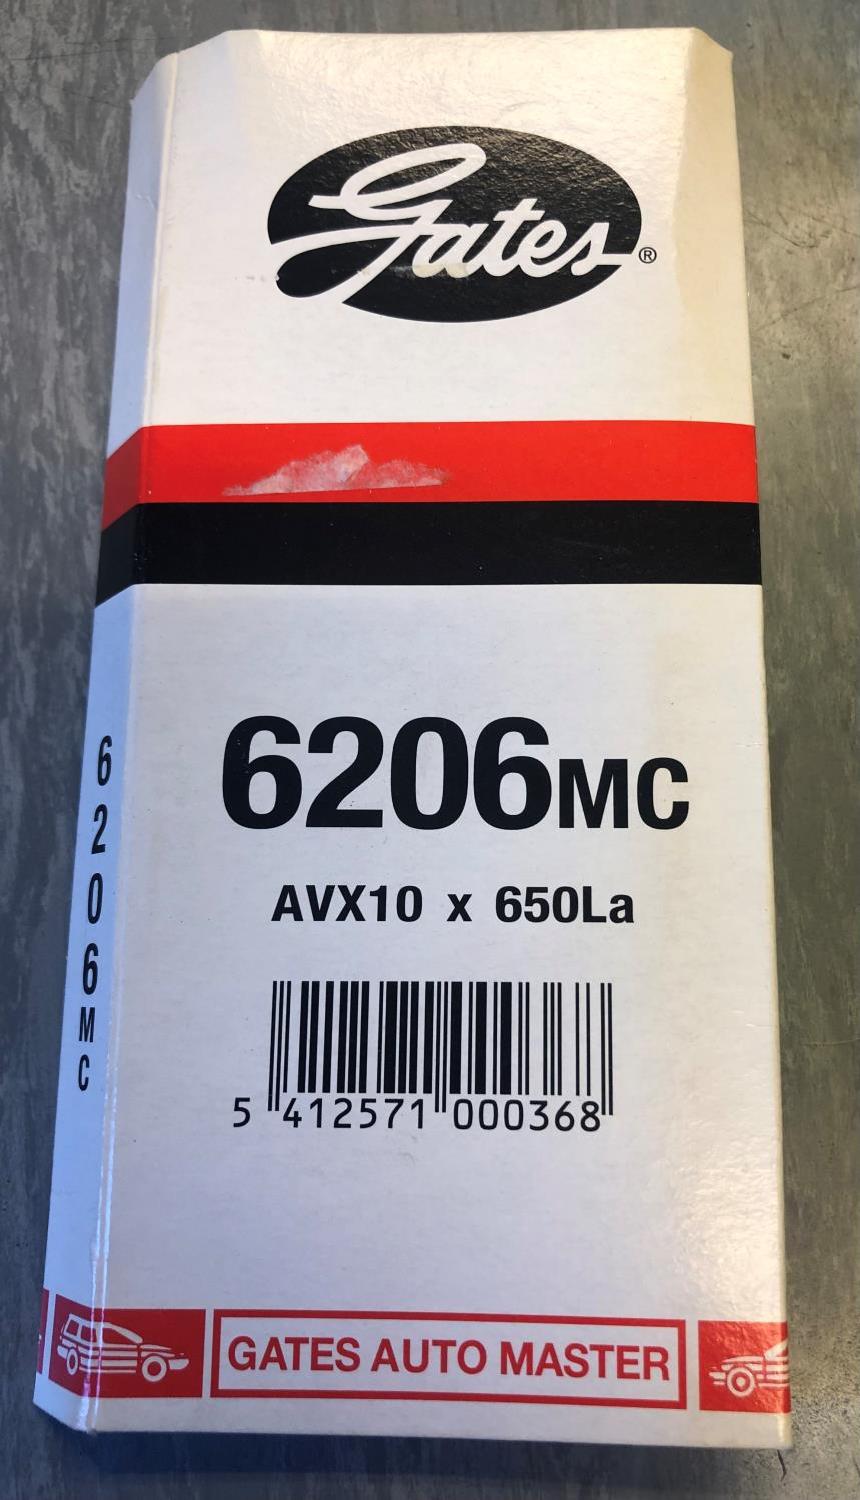 Gates®
6206MC
AVX10 x 650La
5 412571 000368
GATES AUTO MASTER
6206MC